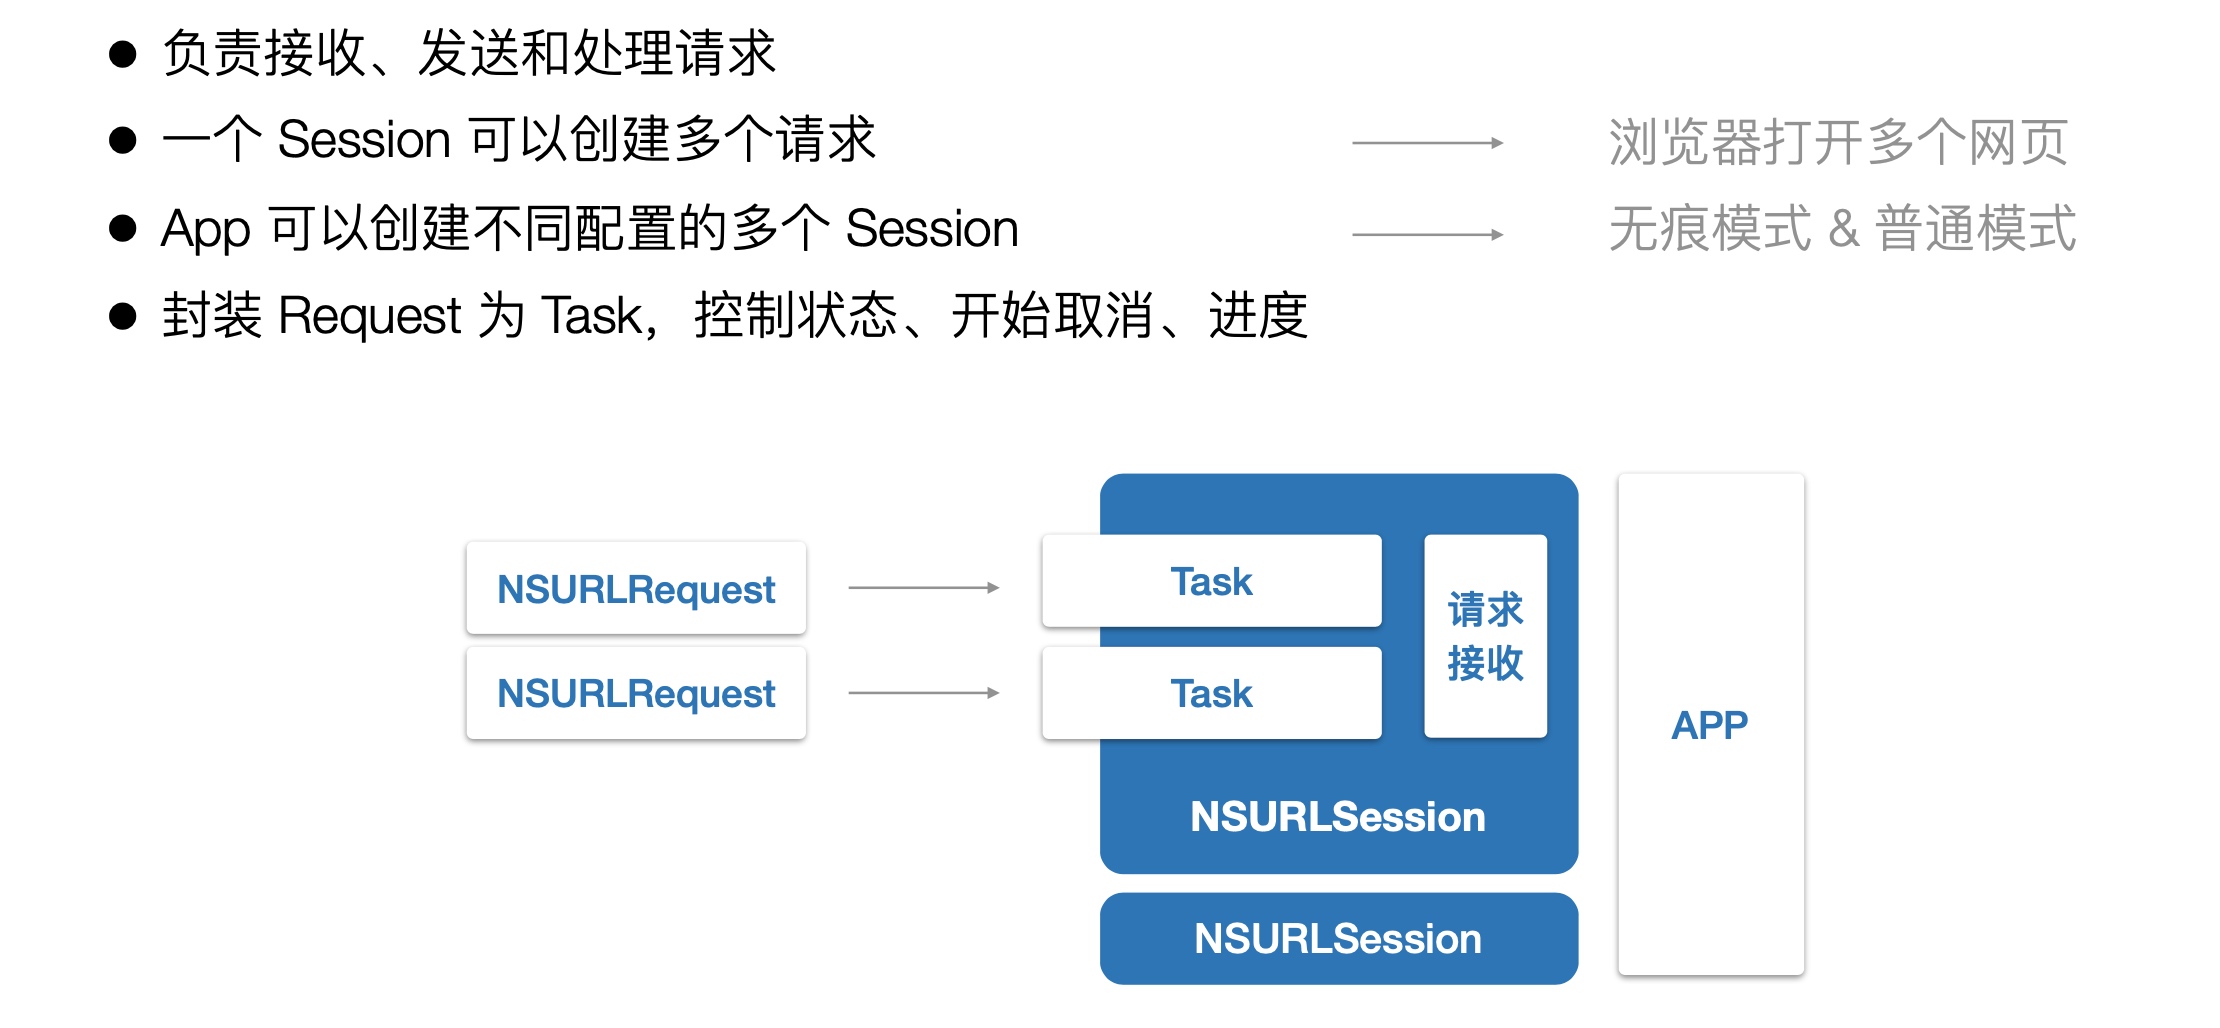 ● 负责接收、发送和处理请求
● 一个 Session 可以创建多个请求
浏览器打开多个网页
● App 可以创建不同配置的多个 Session
无痕模式 & 普通模式
● 封装 Request 为 Task，控制状态、开始取消、进度
NSURLRequest
Task
请求
接收
NSURLRequest
Task
APP
NSURLSession
NSURLSession